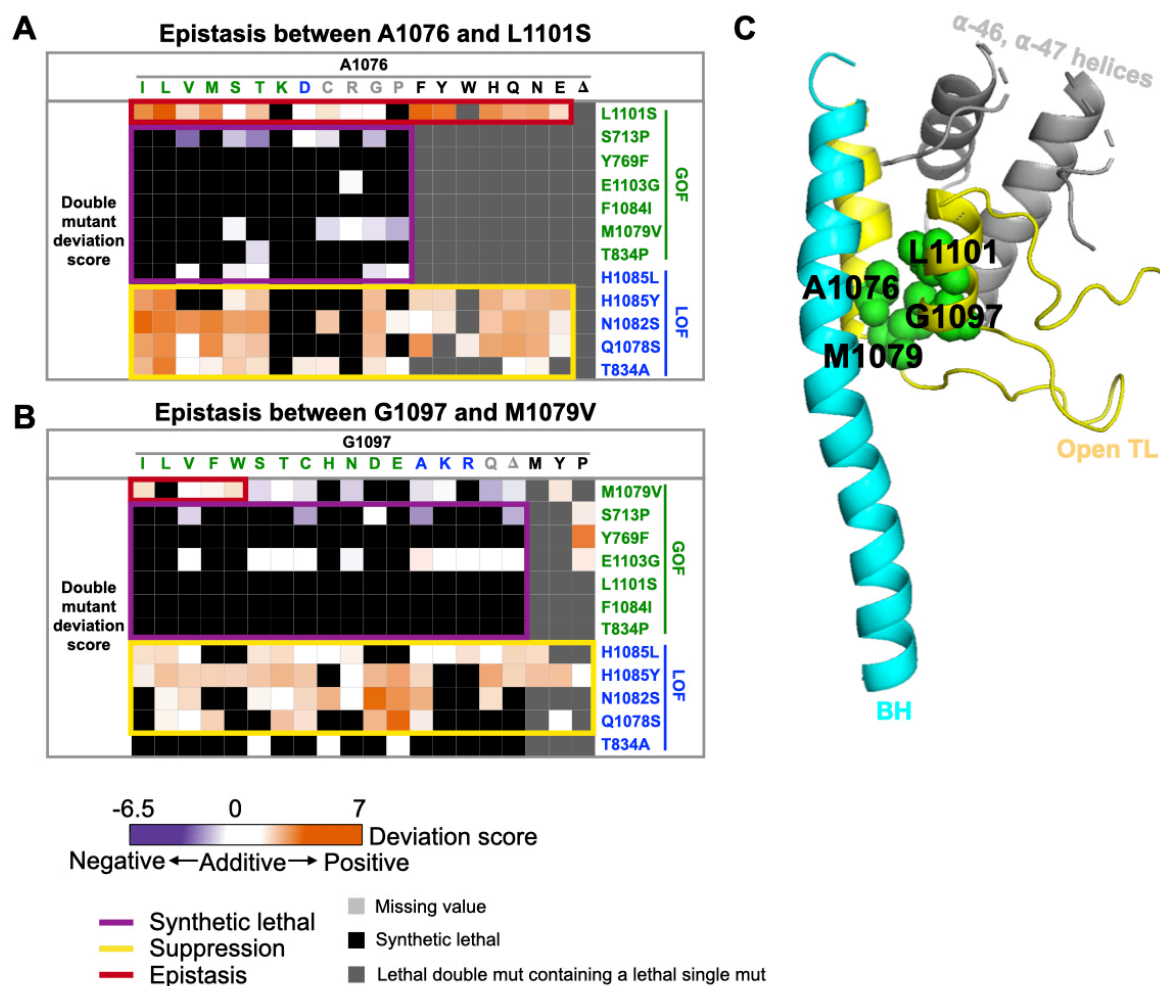 A
Epistasis between A1076 and L1101S
A1076
I L V M S T K D C R G P F Y W H Q N E Δ
Double
mutant
deviation
score
L1101S
S713P
Y769F
E1103G
F1084I
M1079V
T834P
H1085L
H1085Y
N1082S
Q1078S
T834A
GOF
LOF
B
Epistasis between G1097 and M1079V
G1097
I L V F W S T C H N D E A K R Q Δ M Y P
Double
mutant
deviation
score
M1079V
S713P
Y769F
E1103G
L1101S
F1084I
T834P
H1085L
H1085Y
N1082S
Q1078S
T834A
GOF
LOF
-6.5 0 7
Deviation score
Negative ← Additive → Positive
Synthetic lethal
Suppression
Epistasis
Missing value
Synthetic lethal
Lethal double mut containing a lethal single mut
C
α-46, α-47 helices
L1101
A1076
G1097
M1079
Open TL
BH